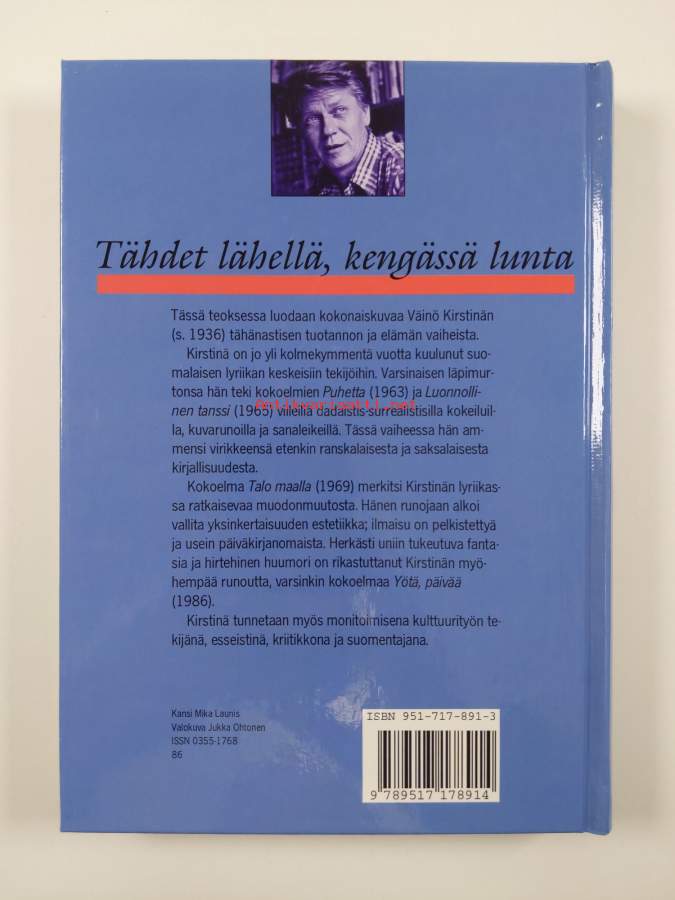 Tähdet lähellä, kengässä lunta
Tässä teoksessa luodaan kokonaiskuvaa Väinö Kirstinän
(s. 1936) tähänastisen tuotannon ja elämän vaiheista.
Kirstinä on jo yli kolmekymmentä vuotta kuulunut suo-
malaisen lyriikan keskeisiin tekijöihin. Varsinaisen läpimur-
tonsa hän teki kokoelmien Puhetta (1963) ja Luonnolli-
Antikvariaatti.net
nen tanssi (1965) viileillä dadaistis-surrealistisilla kokeiluil-
la, kuvarunoilla ja sanaleikeillä. Tässä vaiheessa hän am-
mensi virikkeensä etenkin ranskalaisesta ja saksalaisesta
kirjallisuudesta.
Kokoelma Talo maalla (1969) merkitsi Kirstinän lyriikas-
sa ratkaisevaa muodonmuutosta. Hänen runojaan alkoi
vallita yksinkertaisuuden estetiikka; ilmaisu on pelkistettyä
ja usein päiväkirjanomaista. Herkästi uniin tukeutuva fanta-
sia ja hirtehinen huumori on rikastuttanut Kirstinän myö-
hempää runoutta, varsinkin kokoelmaa Yötä, päivää
(1986).
Kirstinä tunnetaan myös monitoimisena kulttuurityön te-
kijänä, esseistinä, kriitikkona ja suomentajana.
Kansi Mika Launis
Valokuva Jukka Ohtonen
ISSN 0355-1768
86
ISBN 951-717-891-3
9 789517 178914